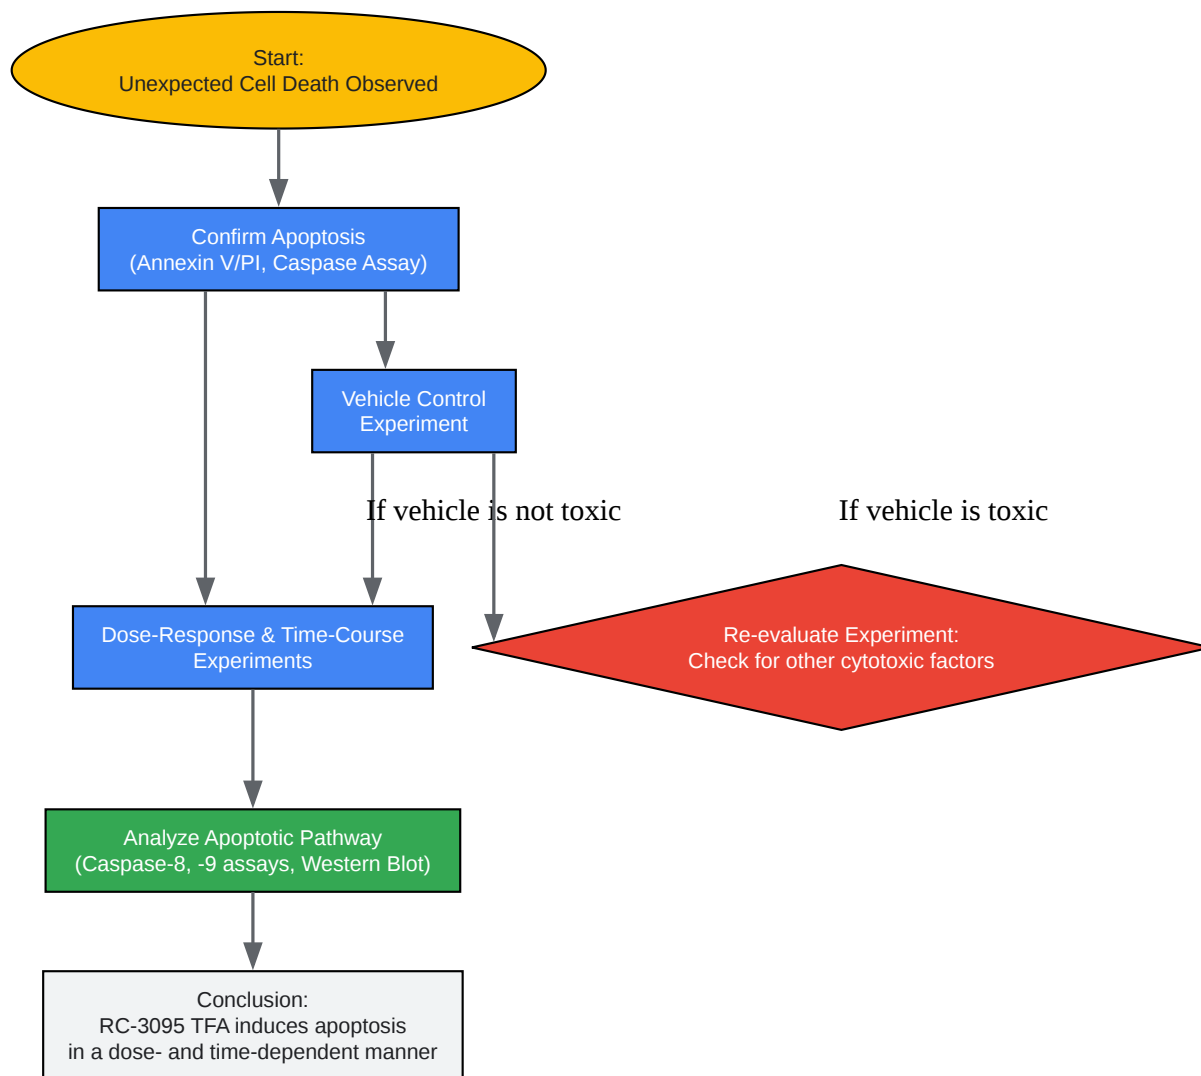 Start:
Unexpected Cell Death Observed
Confirm Apoptosis
(Annexin V/PI, Caspase Assay)
Vehicle Control
Experiment
If vehicle is not toxic
If vehicle is toxic
Dose-Response & Time-Course
Experiments
Re-evaluate Experiment:
Check for other cytotoxic factors
Analyze Apoptotic Pathway
(Caspase-8, -9 assays, Western Blot)
Conclusion:
RC-3095 TFA induces apoptosis
in a dose- and time-dependent manner